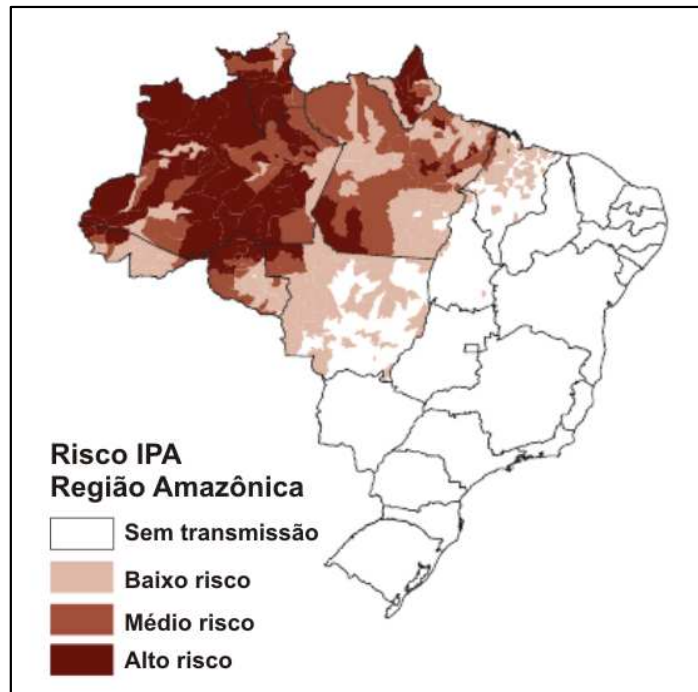 Risco IPA
Região Amazônica
Sem transmissão
Baixo risco
Médio risco
Alto risco